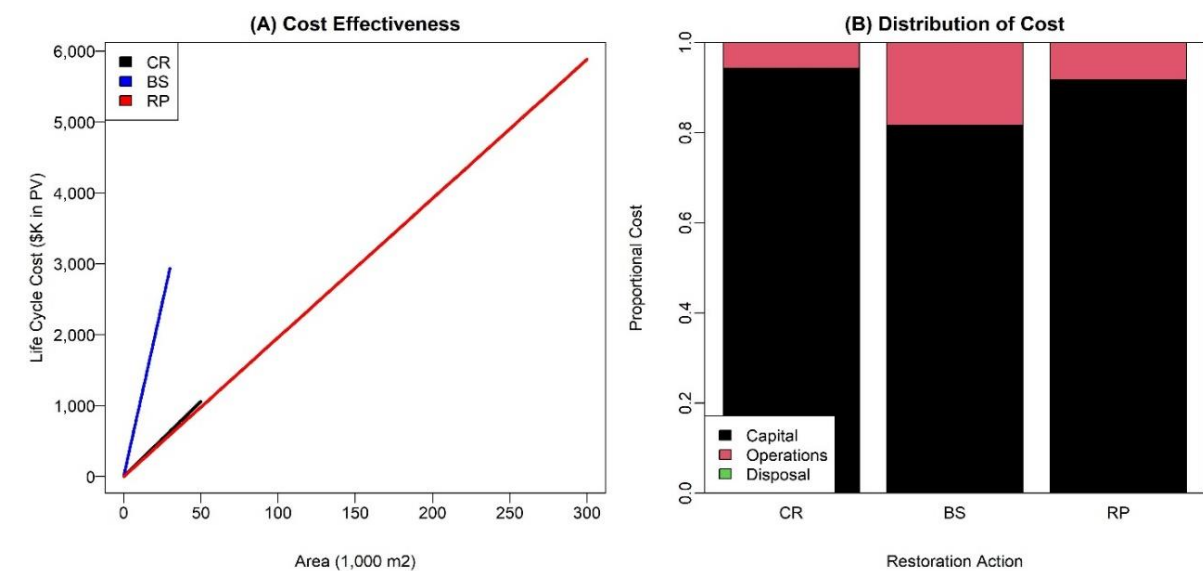 (A) Cost Effectiveness
CR
BS
RP
6,000
5,000
4,000
3,000
2,000
1,000
0
Life Cycle Cost ($K in PV)
0 50 100 150 200 250 300
Area (1,000 m2)
(B) Distribution of Cost
1.0
0.8
0.6
0.4
0.2
0.0
Proportional Cost
Capital
Operations
Disposal
CR BS RP
Restoration Action